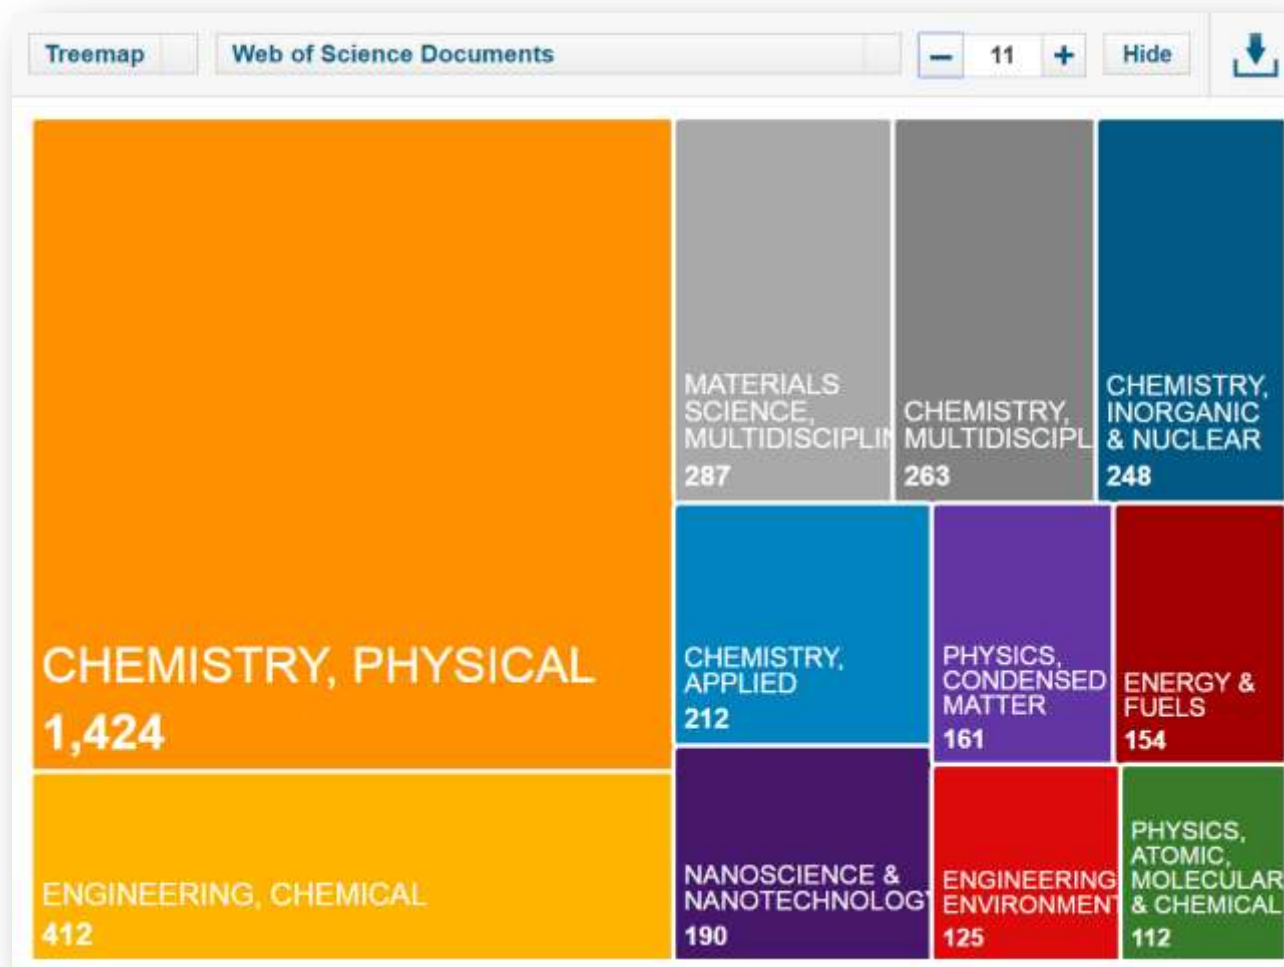 Treemap
Web of Science Documents
11
Hide
CHEMISTRY, PHYSICAL
1,424
ENGINEERING, CHEMICAL
412
MATERIALS
SCIENCE,
MULTIDISCIPLIN
287
CHEMISTRY,
MULTIDISCIPL
263
CHEMISTRY,
INORGANIC
& NUCLEAR
248
CHEMISTRY,
APPLIED
212
PHYSICS,
CONDENSED
MATTER
161
ENERGY &
FUELS
154
NANOSCIENCE &
NANOTECHNOLOGY
190
ENGINEERING
ENVIRONMENT
125
PHYSICS,
ATOMIC,
MOLECULAR
& CHEMICAL
112